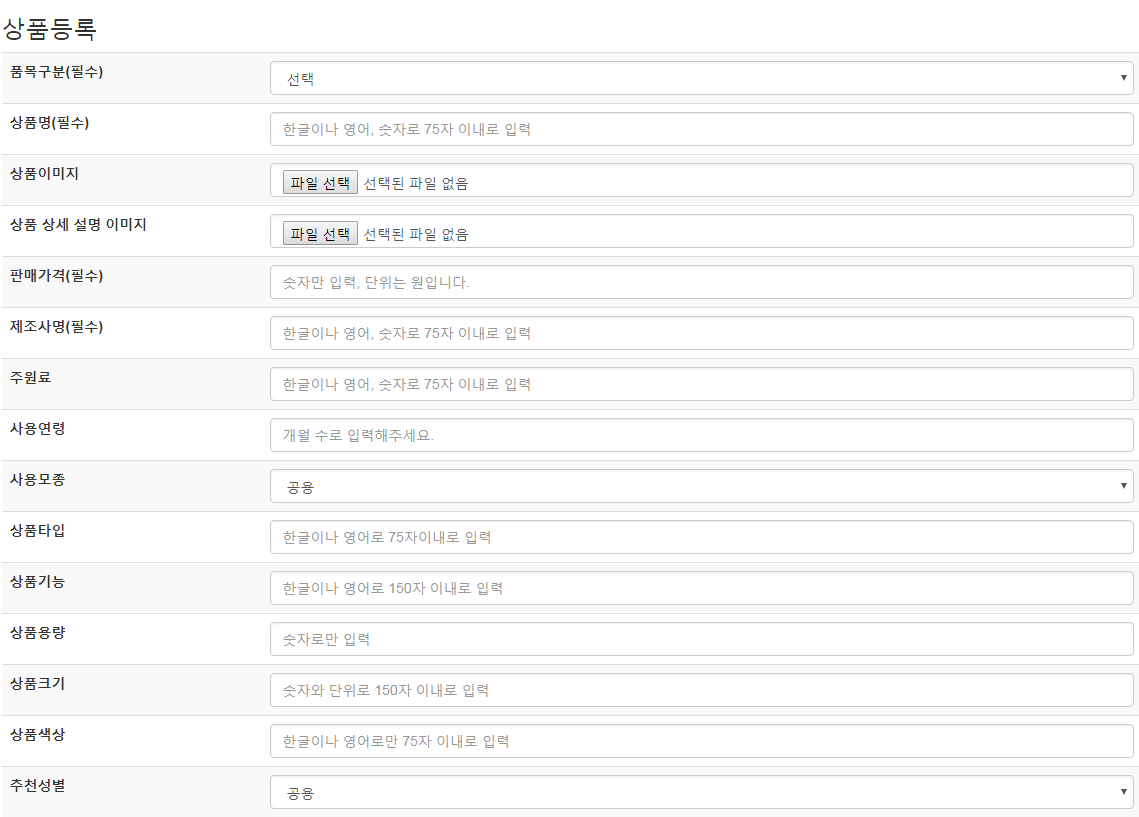 상품등록
품목구분(필수)
선택
상품명(필수)
한글이나 영어, 숫자로 75자 이내로 입력
상품이미지
파일 선택 선택된 파일 없음
상품 상세 설명 이미지
파일 선택 선택된 파일 없음
판매가격(필수)
숫자만 입력, 단위는 원입니다.
제조사명(필수)
한글이나 영어, 숫자로 75자 이내로 입력
주원료
한글이나 영어, 숫자로 75자 이내로 입력
사용연령
개월 수로 입력해주세요.
사용모종
공용
상품타입
한글이나 영어로 75자이내로 입력
상품기능
한글이나 영어로 150자 이내로 입력
상품용량
숫자로만 입력
상품크기
숫자와 단위로 150자 이내로 입력
상품색상
한글이나 영어로만 75자 이내로 입력
추천성별
공용